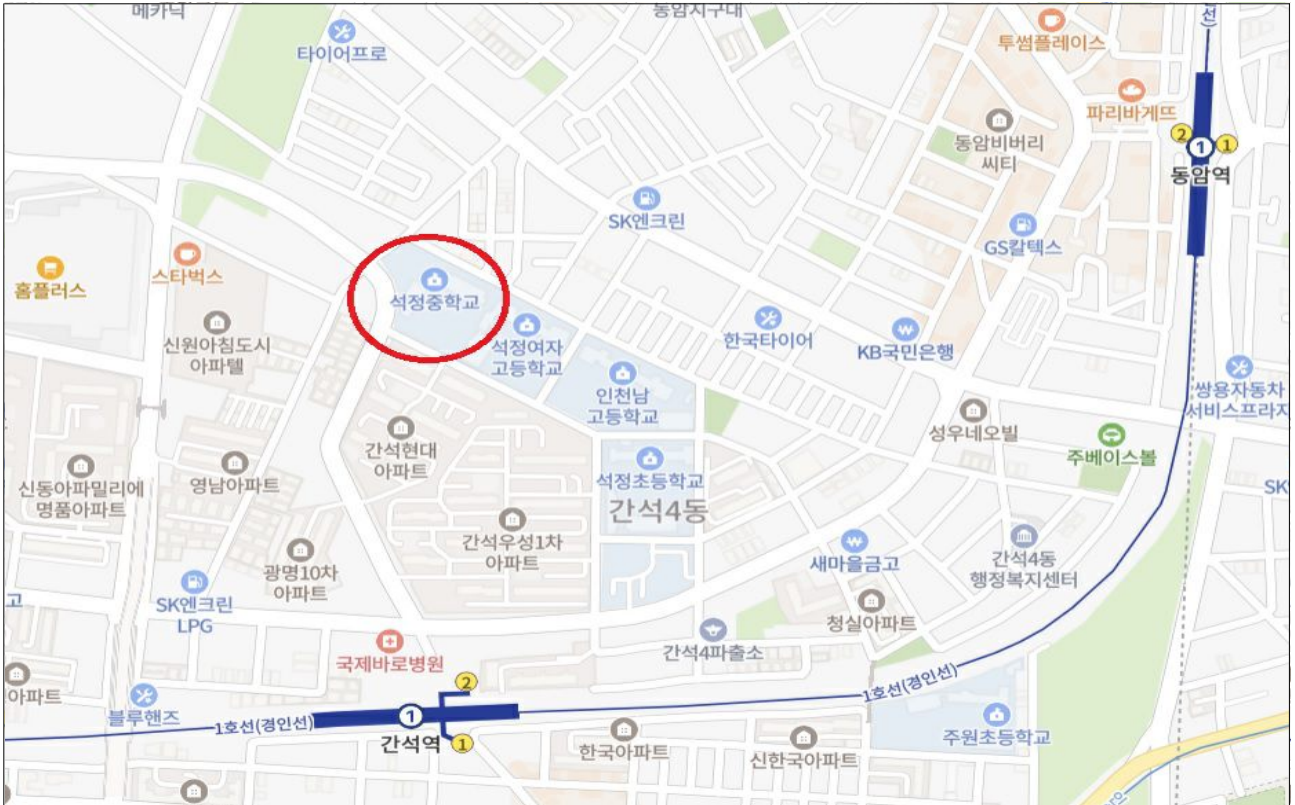 메카닉
동암지구대
타이어프로
투썸플레이스
파리바게뜨
동암비버리
씨티
2
1
1
동암역
SK엔크린
GS칼텍스
홈플러스
스타벅스
석정중학교
신원아침도시
아파텔
석정여자
고등학교
한국타이어
KB국민은행
인천남
고등학교
쌍용자동차
서비스프라자
간석현대
아파트
성우네오빌
주베이스볼
신동아파밀리에
명품아파트
영남아파트
석정초등학교
간석4동
SK
간석우성1차
아파트
새마을금고
간석4동
행정복지센터
광명10차
아파트
SK엔크린
LPG
고
청실아파트
국제바로병원
간석4파출소
아파트
블루핸즈
2
1
1
간석역
1호선(경인선)
1호선(경인선)
한국아파트
신한국아파트
주원초등학교